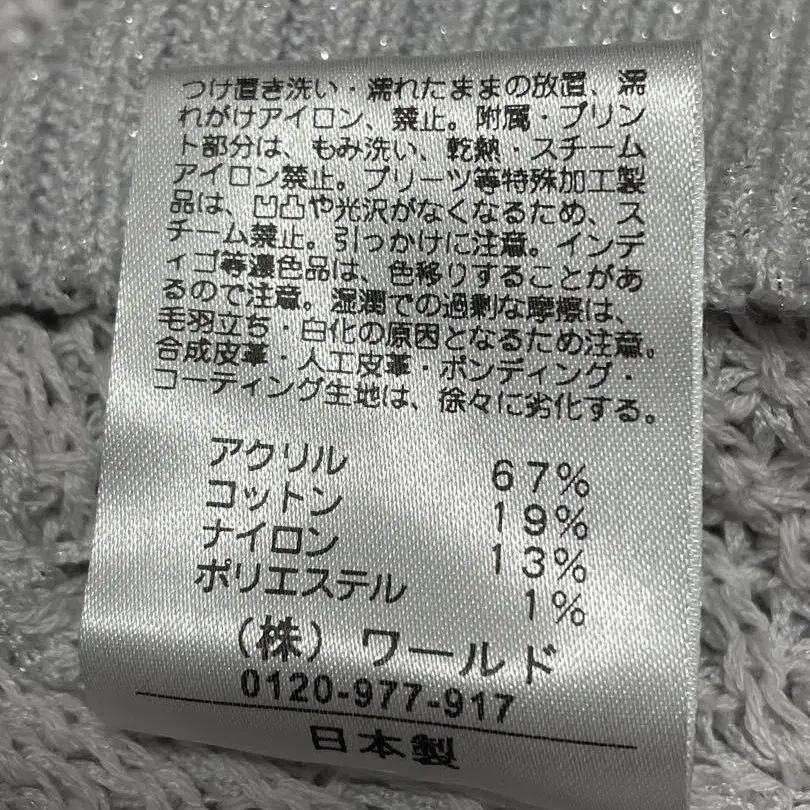 つけ置き洗い・濡れたままの放置、濡
れがけアイロン、禁止。附属・プリン
ト部分は、もみ洗い、乾熱・スチーム
アイロン禁止。プリーツ等特殊加工製
品は、凹凸や光沢がなくなるため、ス
チーム禁止。引っかけに注意。インデ
ィゴ等濃色品は、色移りすることがあ
るので注意。湿潤での過剰な摩擦は、
毛羽立ち・白化の原因となるため注意。
合成皮革・人工皮革・ボンディング・
コーティング生地は、徐々に劣化する。
アクリル 67%
コットン 19%
ナイロン 13%
ポリエステル 1%
(株) ワールド
0120-977-917
日本製